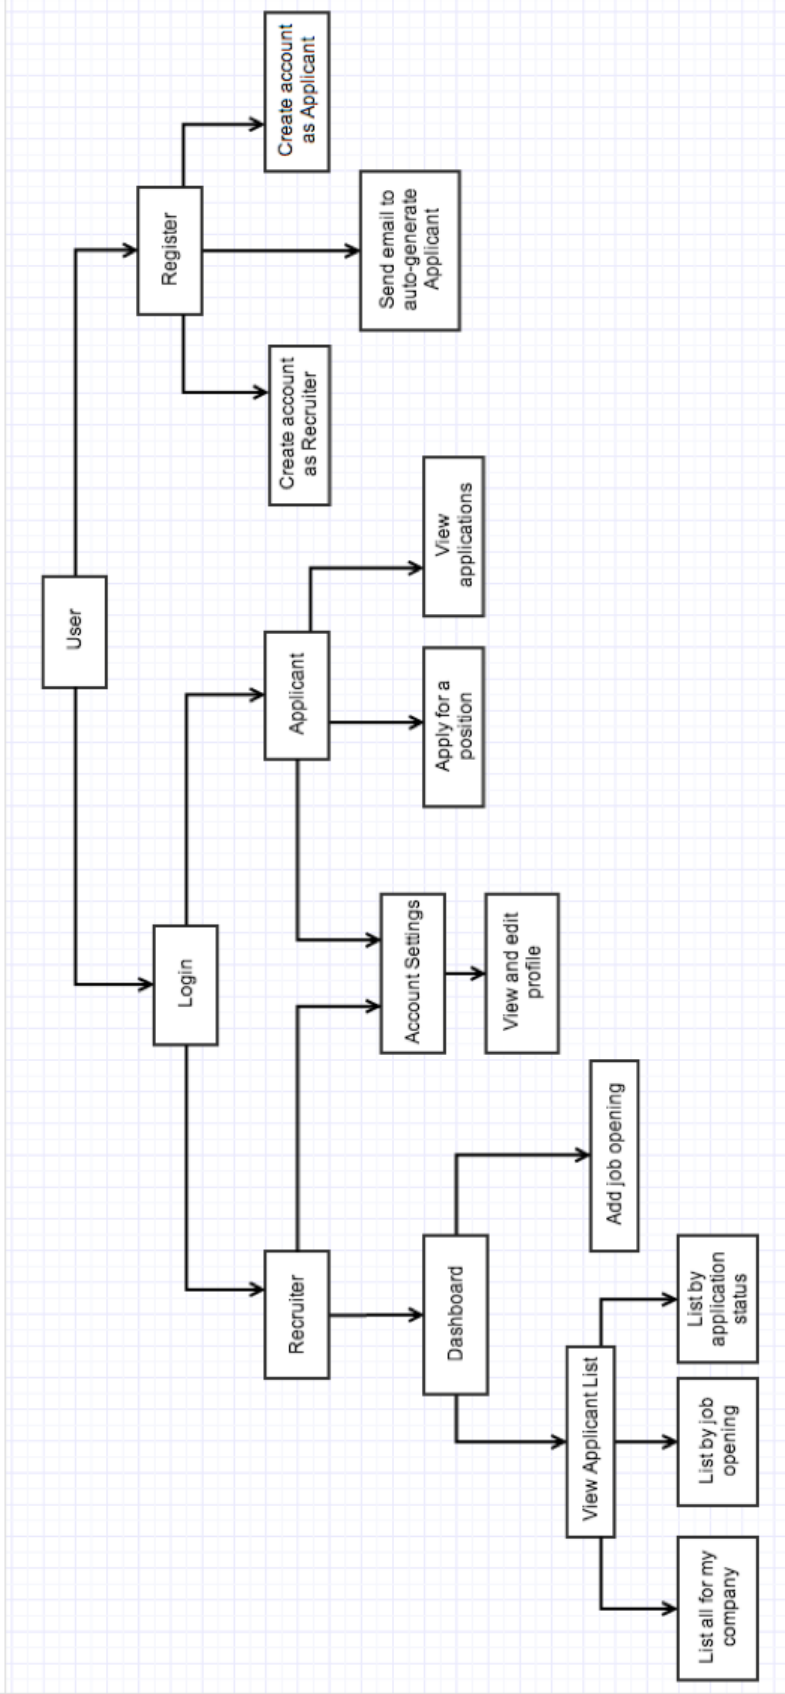 User
Login
Register
Recruiter
Applicant
Create account
as Recruiter
Create account
as Applicant
Send email to
auto-generate
Applicant
Dashboard
Account Settings
Apply for a
position
View
applications
View and edit
profile
View Applicant List
Add job opening
List all for my
company
List by job
opening
List by
application
status